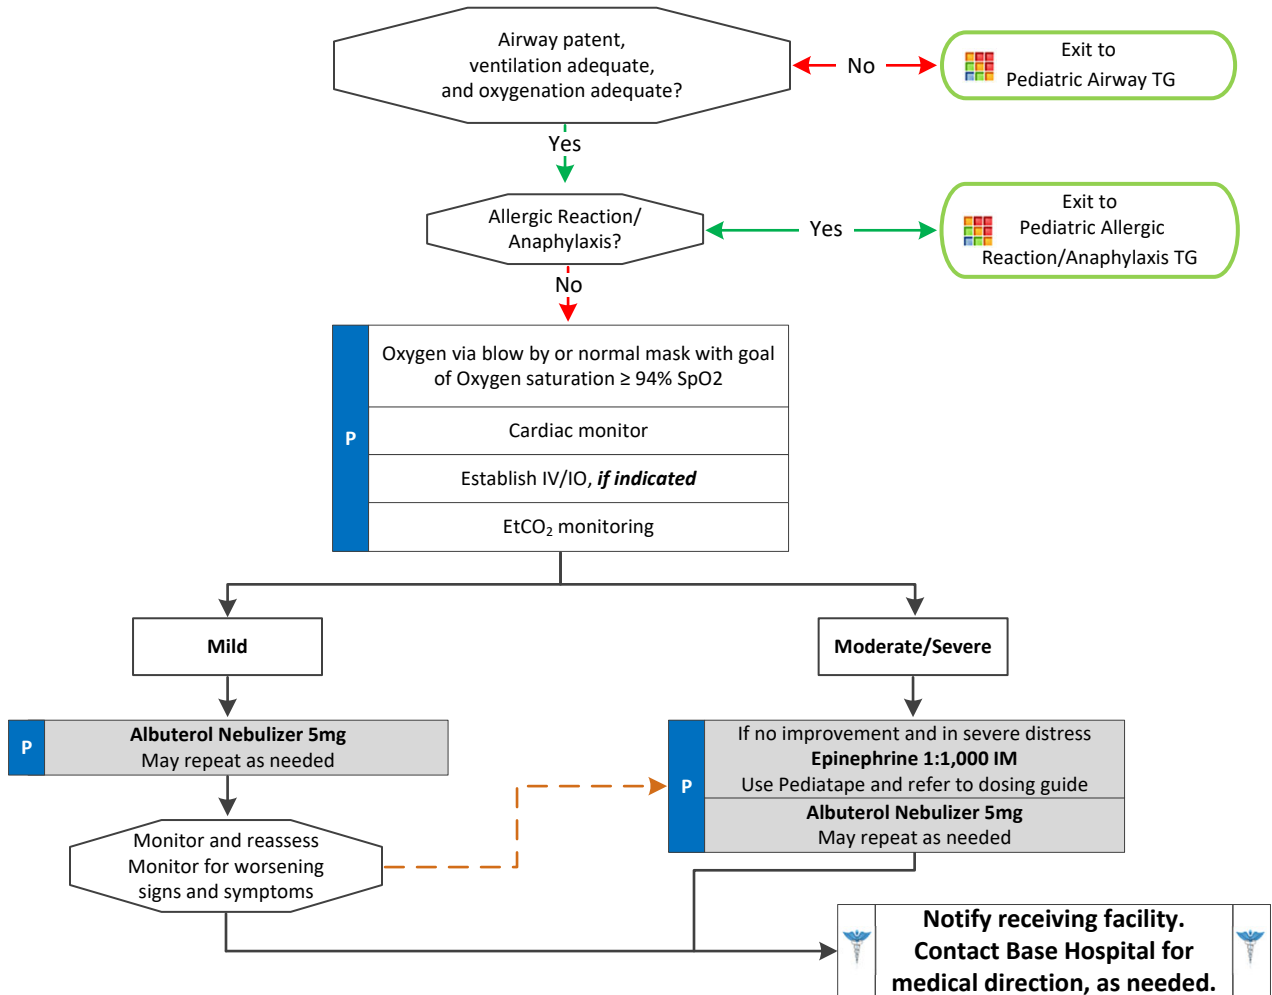 Airway patent,
ventilation adequate,
and oxygenation adequate?
No
Exit to
Pediatric Airway TG
Yes
Allergic Reaction/
Anaphylaxis?
Yes
Exit to
Pediatric Allergic
Reaction/Anaphylaxis TG
No
P
Oxygen via blow by or normal mask with goal
of Oxygen saturation ≥ 94% SpO2
Cardiac monitor
Establish IV/IO, if indicated
EtCO₂ monitoring
Mild
Moderate/Severe
P
Albuterol Nebulizer 5mg
May repeat as needed
P
If no improvement and in severe distress
Epinephrine 1:1,000 IM
Use Pediatape and refer to dosing guide
Albuterol Nebulizer 5mg
May repeat as needed
Monitor and reassess
Monitor for worsening
signs and symptoms
Notify receiving facility.
Contact Base Hospital for
medical direction, as needed.